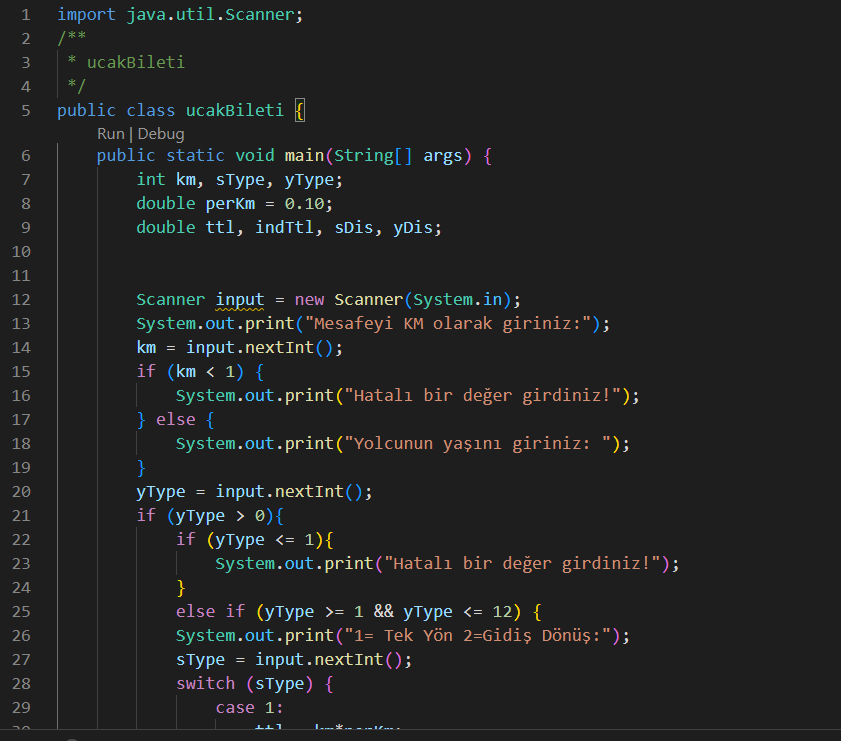 1 import java.util.Scanner;
2 /**
3 * ucakBileti
4 */
5 public class ucakBileti {
Run | Debug
6 public static void main(String[] args) {
7 int km, sType, yType;
8 double perKm = 0.10;
9 double ttl, indTtl, sDis, yDis;
10
11
12 Scanner input = new Scanner(System.in);
13 System.out.print("Mesafeyi KM olarak giriniz:");
14 km = input.nextInt();
15 if (km < 1) {
16 System.out.print("Hatalı bir değer girdiniz!");
17 } else {
18 System.out.print("Yolcunun yaşını giriniz: ");
19 }
20 yType = input.nextInt();
21 if (yType > 0){
22 if (yType <= 1){
23 System.out.print("Hatalı bir değer girdiniz!");
24 }
25 else if (yType >= 1 && yType <= 12) {
26 System.out.print("1= Tek Yön 2=Gidiş Dönüş:");
27 sType = input.nextInt();
28 switch (sType) {
29 case 1: